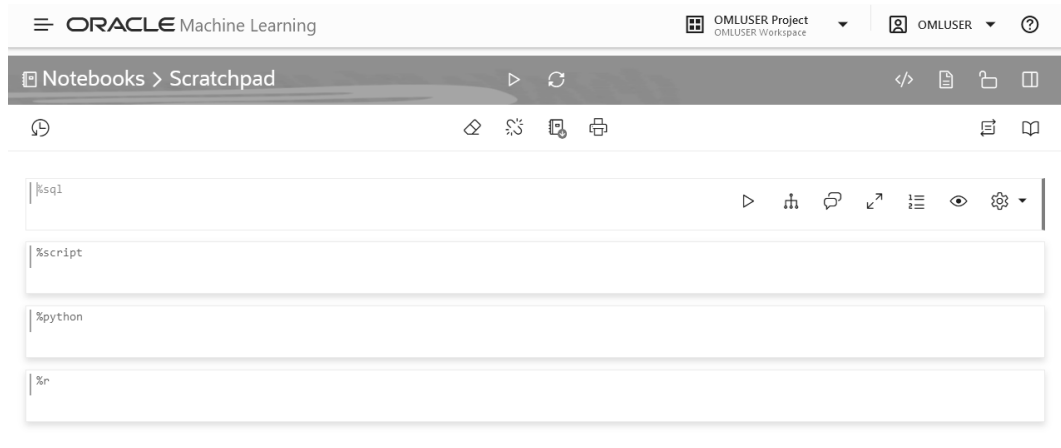 ORACLE Machine Learning
OMLUSER Project
OMLUSER Workspace
OMLUSER
Notebooks > Scratchpad
%sql
%script
%python
%r